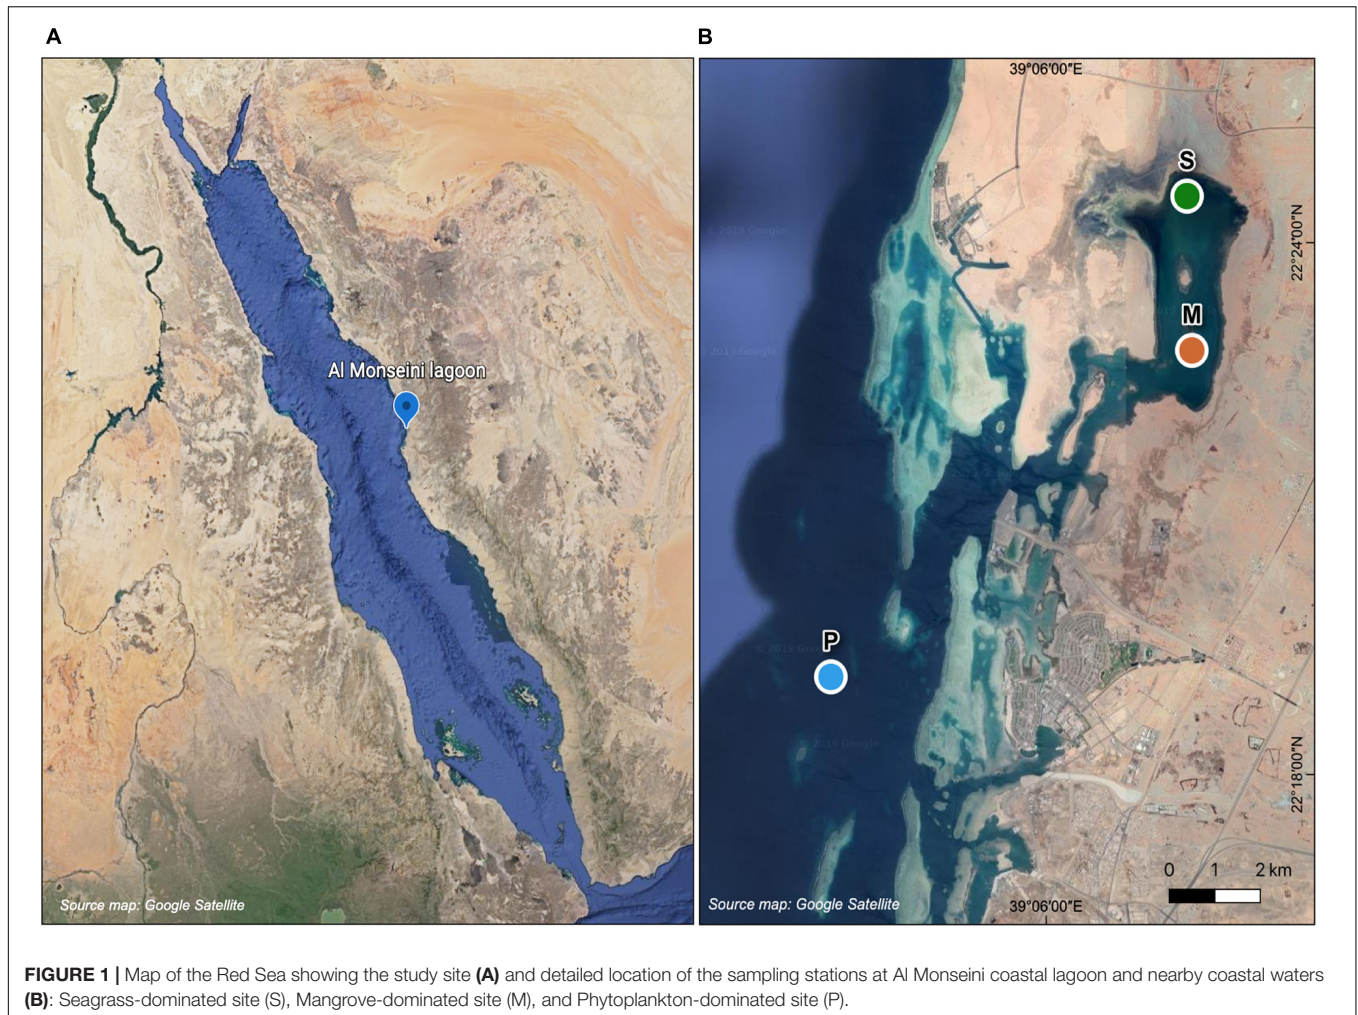 A
B
39°06'00"E
© 2019 Google
S
22°24'00"N
M
Al Monseini lagoon
P
22°18'00"N
0 1 2 km
Source map: Google Satellite
Source map: Google Satellite
39°06'00"E
FIGURE 1 | Map of the Red Sea showing the study site (A) and detailed location of the sampling stations at Al Monseini coastal lagoon and nearby coastal waters
(B): Seagrass-dominated site (S), Mangrove-dominated site (M), and Phytoplankton-dominated site (P).